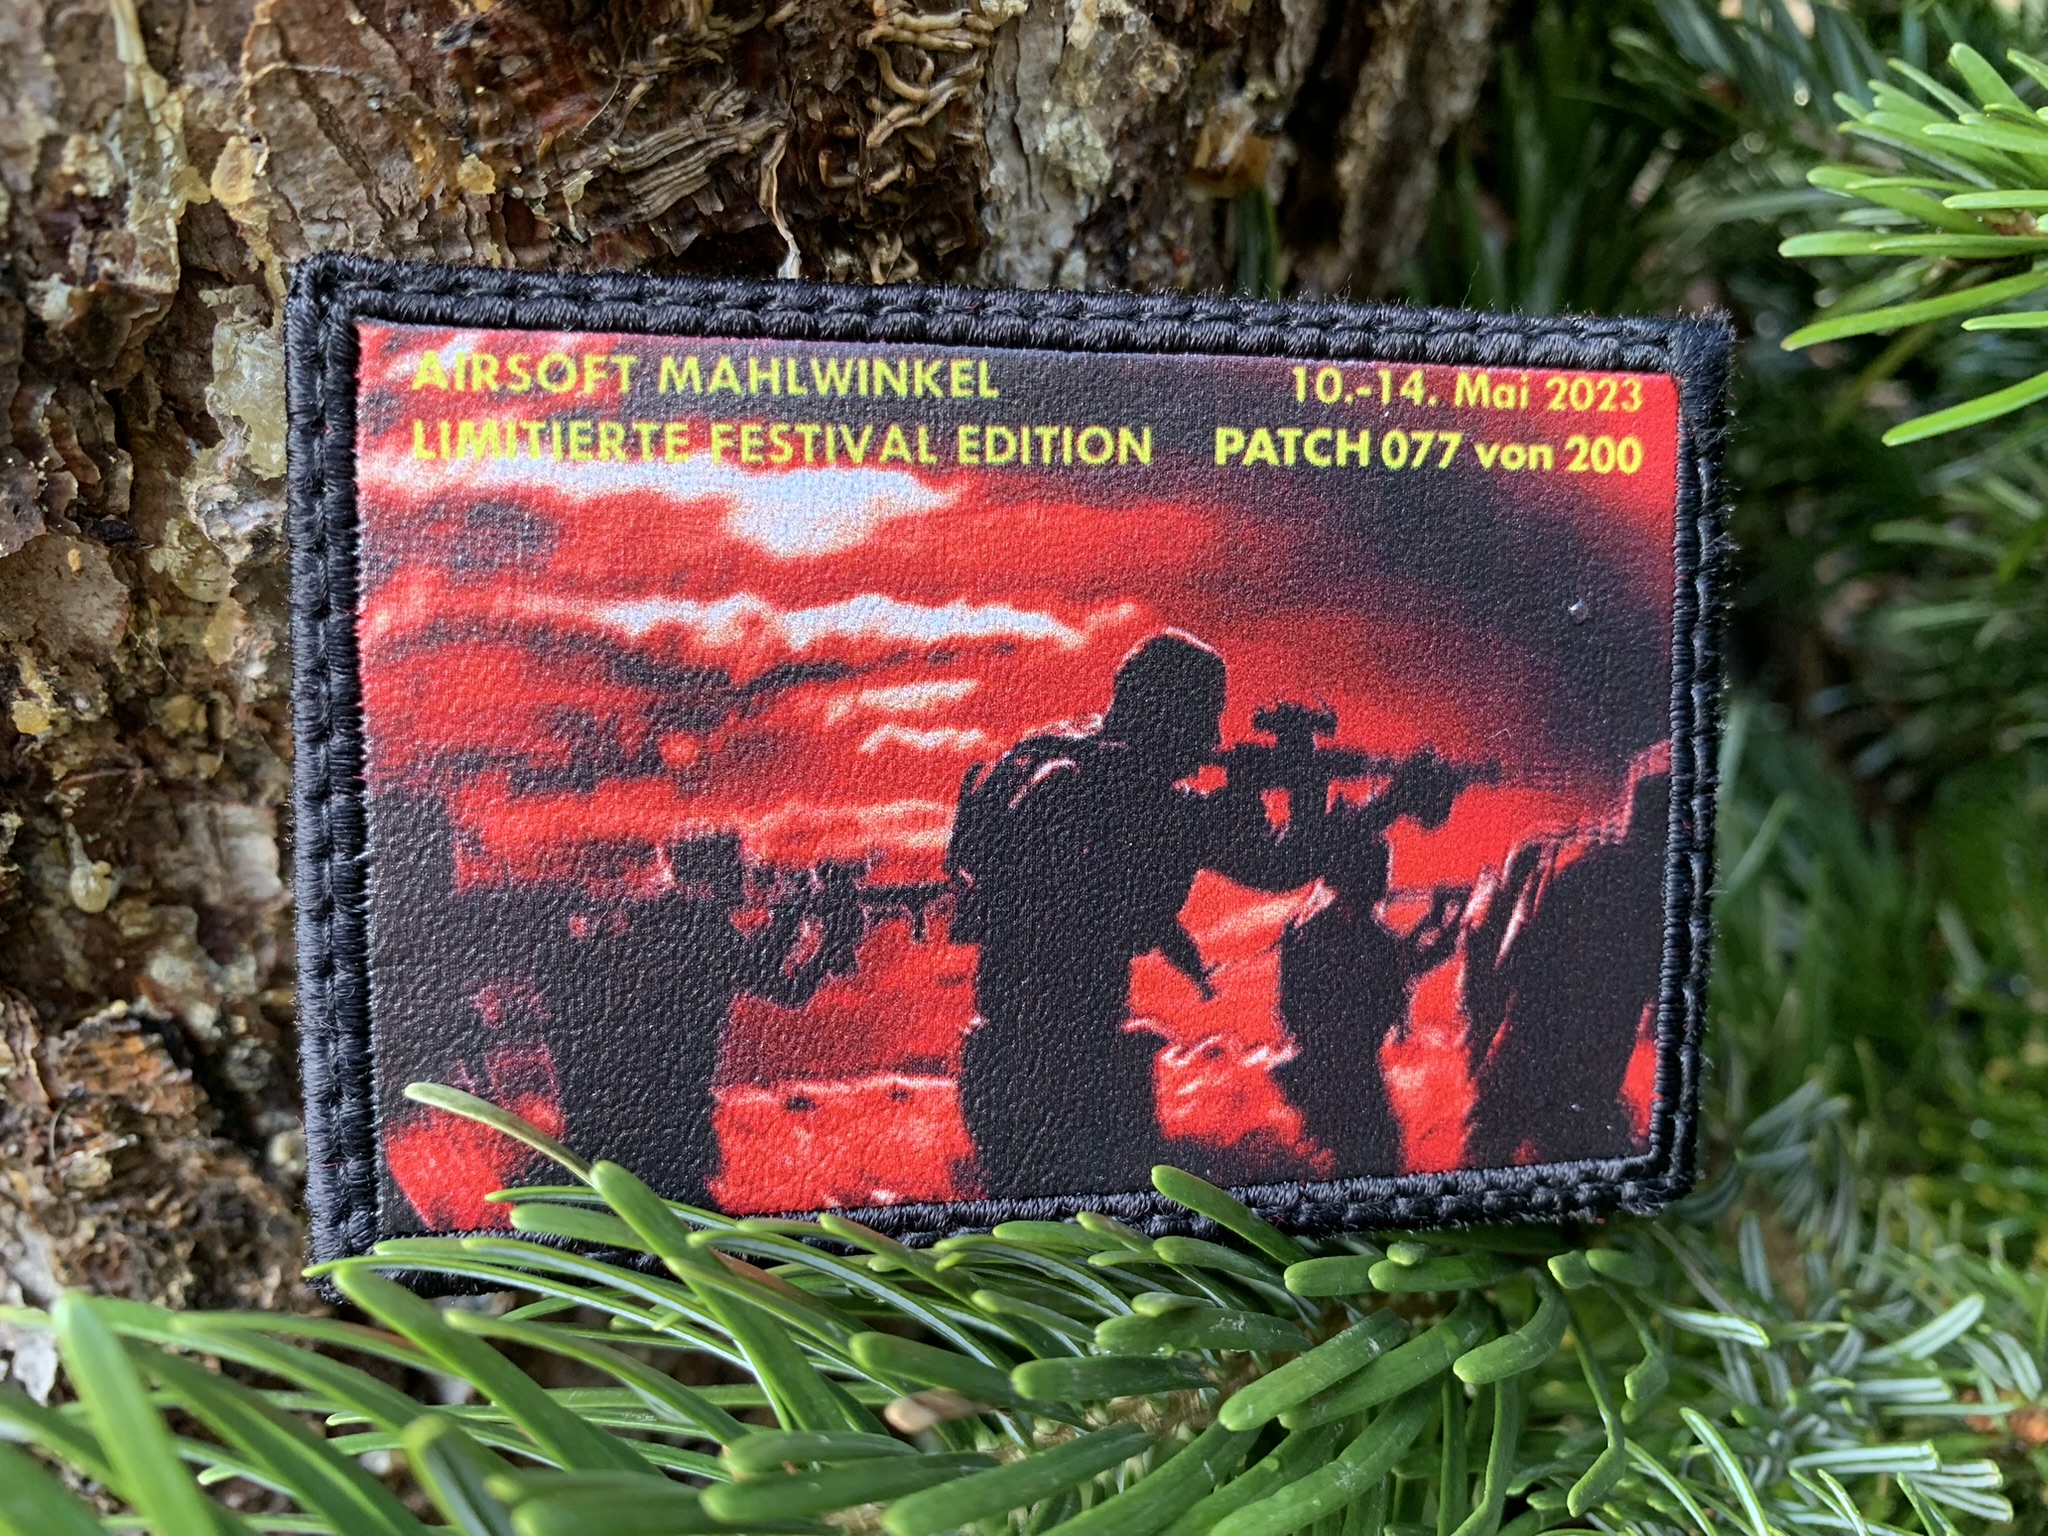 AIRSOFT MAHLWINKEL 10.-14. Mai 2023
LIMITIERTE FESTIVAL EDITION PATCH 077 von 200